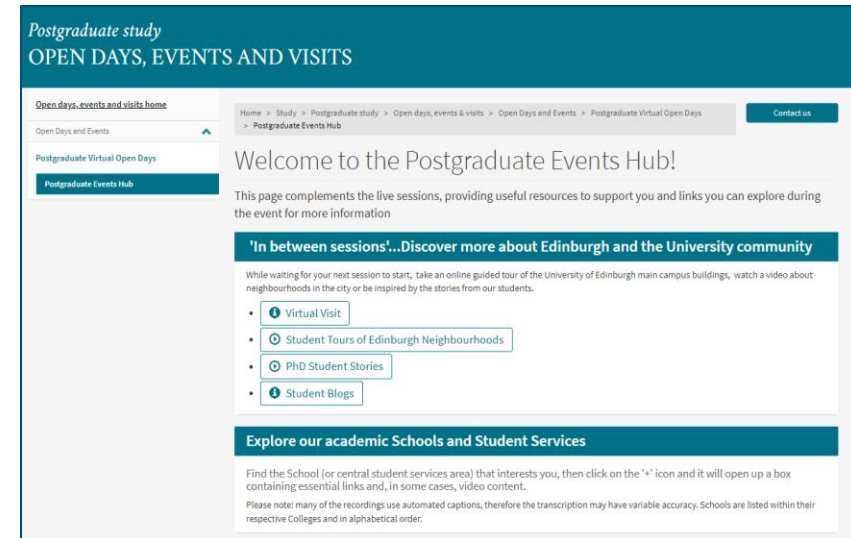 Postgraduate study
OPEN DAYS, EVENTS AND VISITS
Open days, events and visits home
Open Days and Events
Postgraduate Virtual Open Days
Postgraduate Events Hub
Home > Study > Postgraduate study > Open days, events & visits > Open Days and Events > Postgraduate Virtual Open Days
> Postgraduate Events Hub
Contact us
Welcome to the Postgraduate Events Hub!
This page complements the live sessions, providing useful resources to support you and links you can explore during
the event for more information
'In between sessions'...Discover more about Edinburgh and the University community
While waiting for your next session to start, take an online guided tour of the University of Edinburgh main campus buildings, watch a video about
neighbourhoods in the city or be inspired by the stories from our students.
Virtual Visit
Student Tours of Edinburgh Neighbourhoods
PhD Student Stories
Student Blogs
Explore our academic Schools and Student Services
Find the School (or central student services area) that interests you, then click on the '+' icon and it will open up a box
containing essential links and, in some cases, video content.
Please note: many of the recordings use automated captions, therefore the transcription may have variable accuracy. Schools are listed within their
respective Colleges and in alphabetical order.